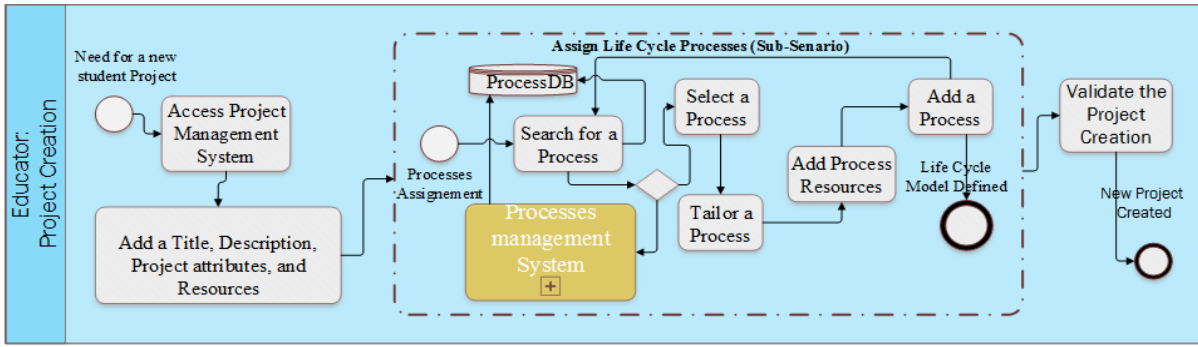 Educator:
Project Creation
Need for a new
student Project
Access Project
Management
System
Add a Title, Description,
Project attributes, and
Resources
Assign Life Cycle Processes (Sub-Senario)
ProcessDB
Processes
Assignement
Search for a
Process
Processes
management
System
Select a
Process
Tailor a
Process
Add Process
Resources
Add a
Process
Life Cycle
Model Defined
Validate the
Project
Creation
New Project
Created